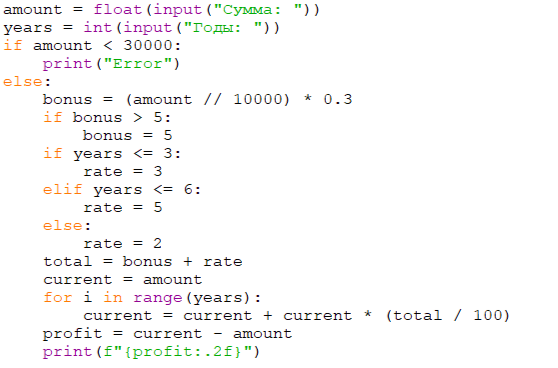 amount = float(input("Сумма: "))
years = int(input("Годы: "))
if amount < 30000:
    print("Error")
else:
    bonus = (amount // 10000) * 0.3
    if bonus > 5:
        bonus = 5
    if years <= 3:
        rate = 3
    elif years <= 6:
        rate = 5
    else:
        rate = 2
    total = bonus + rate
    current = amount
    for i in range(years):
        current = current + current * (total / 100)
    profit = current - amount
    print(f"{profit:.2f}")